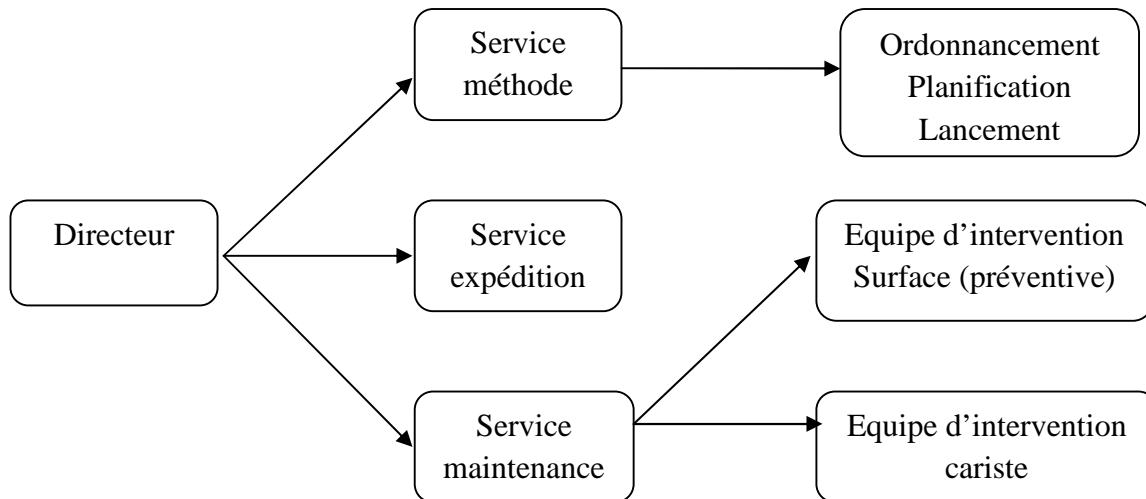 Service
méthode
Ordonnancement
Planification
Lancement
Directeur
Service
expédition
Equipe d’intervention
Surface (préventive)
Service
maintenance
Equipe d’intervention
cariste